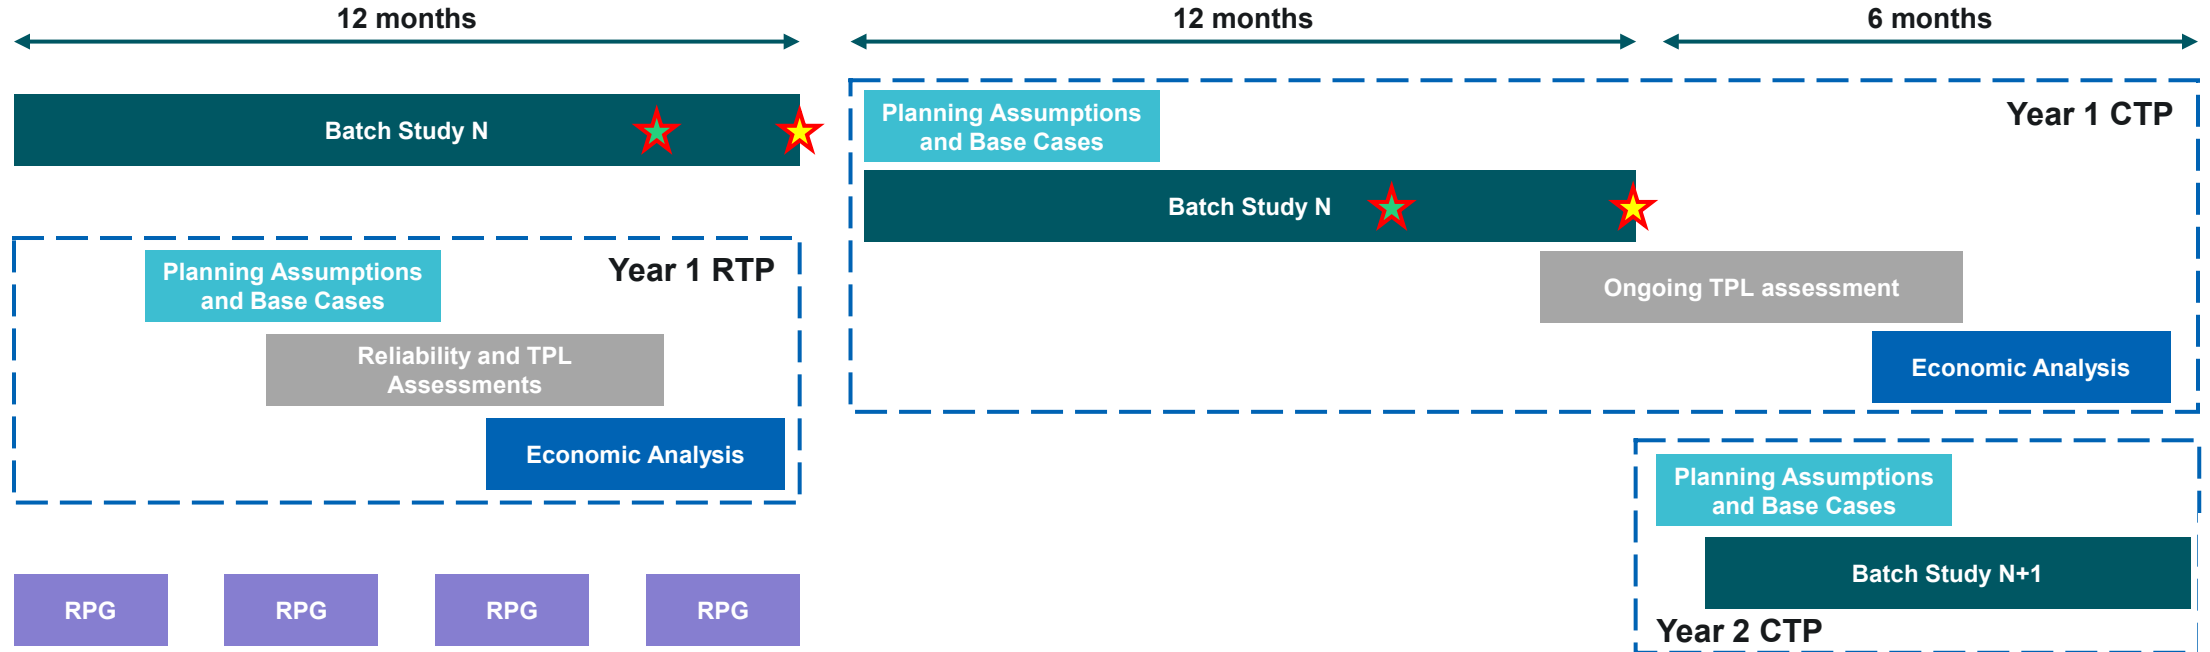 12 months
12 months
6 months
Batch Study N
Year 1 RTP
Planning Assumptions
and Base Cases
Reliability and TPL
Assessments
Economic Analysis
RPG
RPG
RPG
RPG
Year 1 CTP
Planning Assumptions
and Base Cases
Batch Study N
Ongoing TPL assessment
Economic Analysis
Planning Assumptions
and Base Cases
Batch Study N+1
Year 2 CTP